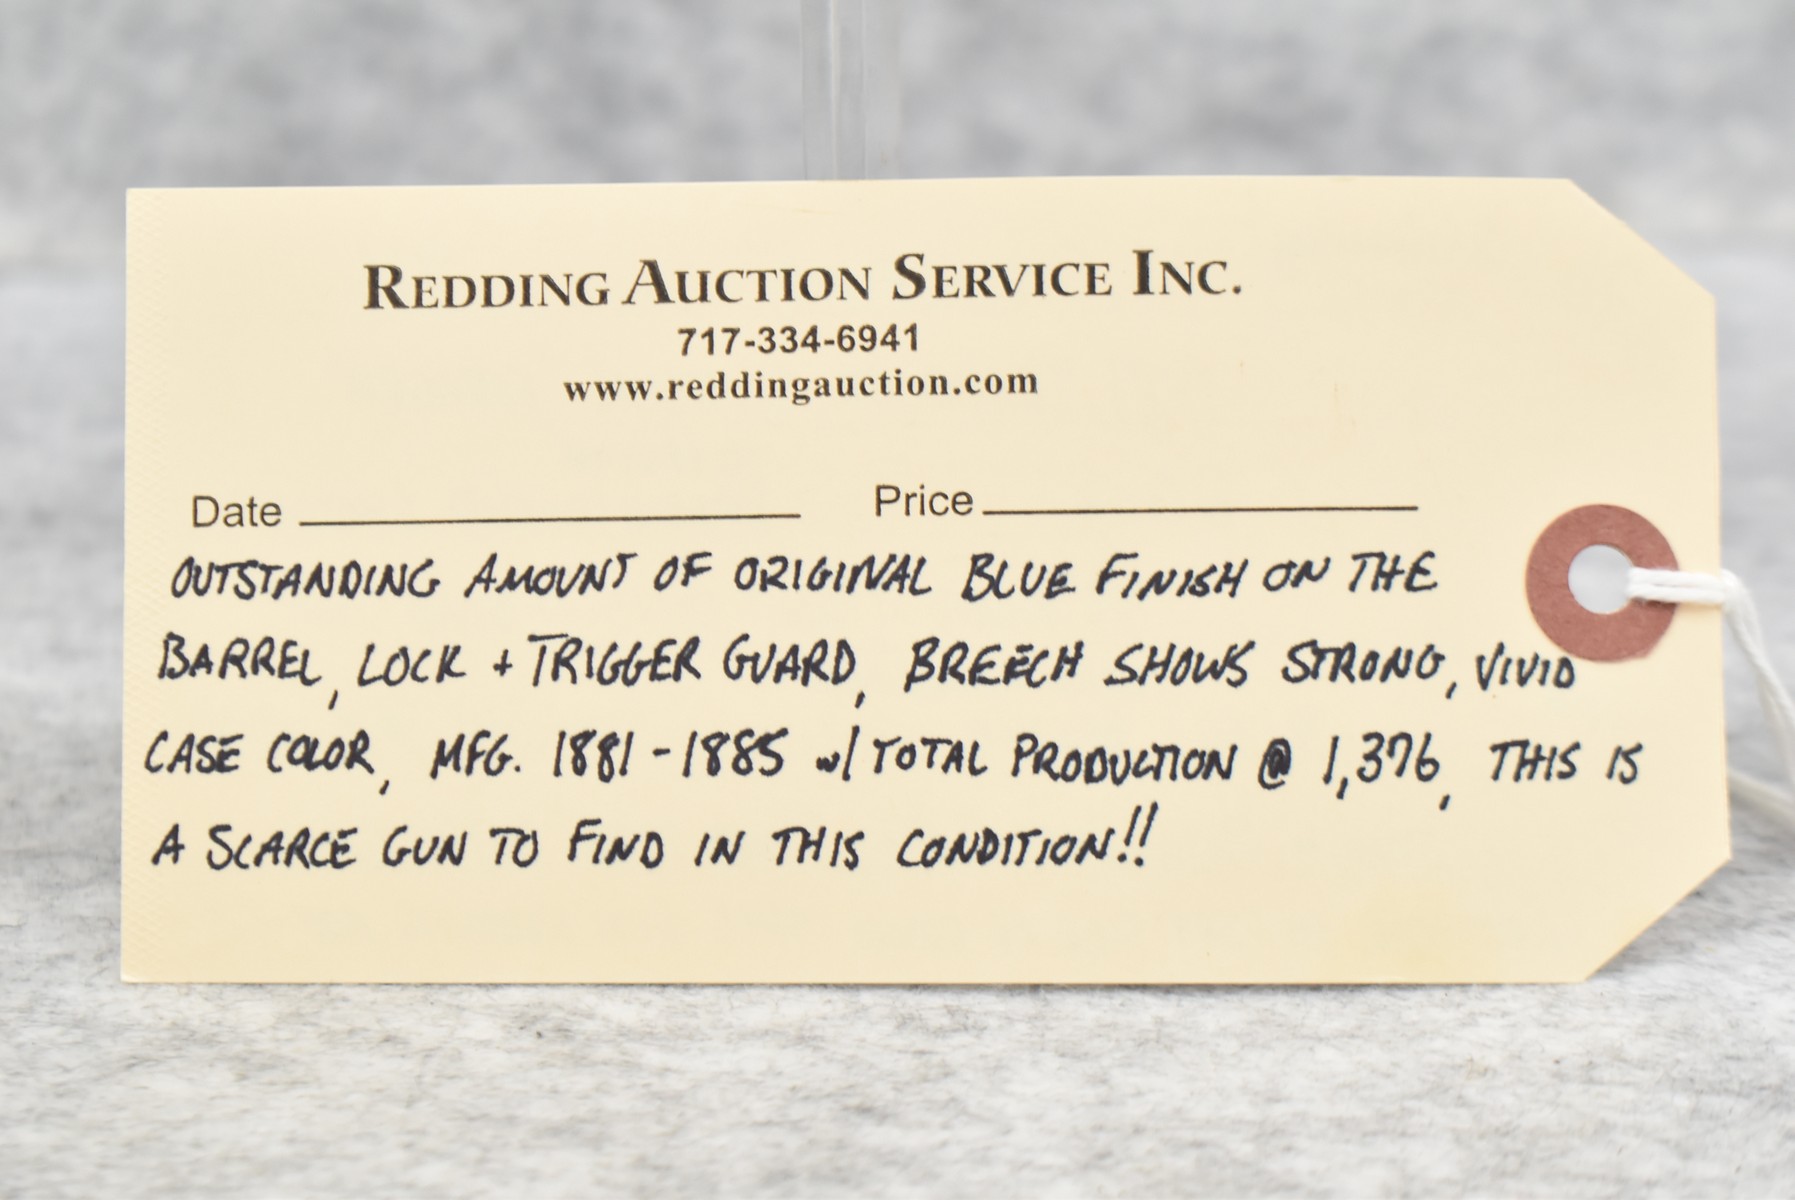 REDDING AUCTION SERVICE INC.
717-334-6941
www.reddingauction.com
Date Price
OUTSTANDING AMOUNT OF ORIGINAL BLUE FINISH ON THE
BARREL, LOCK + TRIGGER GUARD, BREECH SHOWS STRONG, VIVID
CASE COLOR, MFG. 1881-1885 w/ TOTAL PRODUCTION @ 1,376, THIS IS
A SCARCE GUN TO FIND IN THIS CONDITION!!